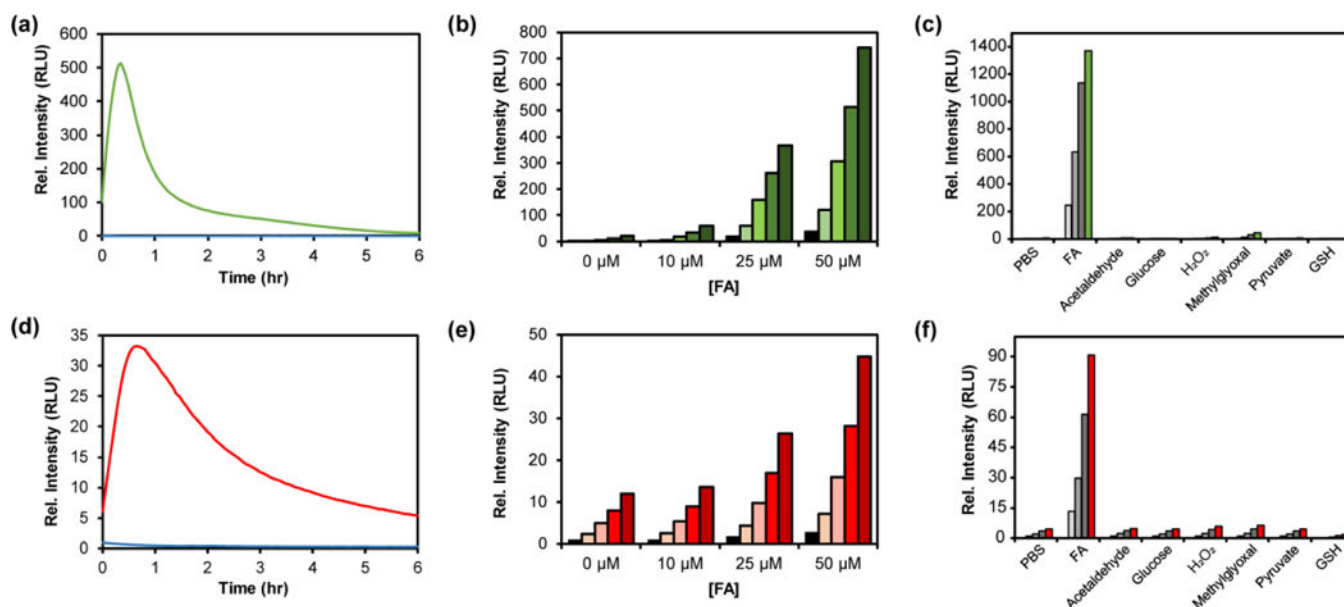 (a)
Rel. Intensity (RLU)
600
500
400
300
200
100
0
0 1 2 3 4 5 6
Time (hr)
(b)
Rel. Intensity (RLU)
800
700
600
500
400
300
200
100
0
0 μM 10 μM 25 μM 50 μM
[FA]
(c)
Rel. Intensity (RLU)
1400
1200
1000
800
600
400
200
0
PBS FA Acetaldehyde Glucose H₂O₂ Methylglyoxal Pyruvate GSH
(d)
Rel. Intensity (RLU)
35
30
25
20
15
10
5
0
0 1 2 3 4 5 6
Time (hr)
(e)
Rel. Intensity (RLU)
50
40
30
20
10
0
0 μM 10 μM 25 μM 50 μM
[FA]
(f)
Rel. Intensity (RLU)
90
75
60
45
30
15
0
PBS FA Acetaldehyde Glucose H₂O₂ Methylglyoxal Pyruvate GSH